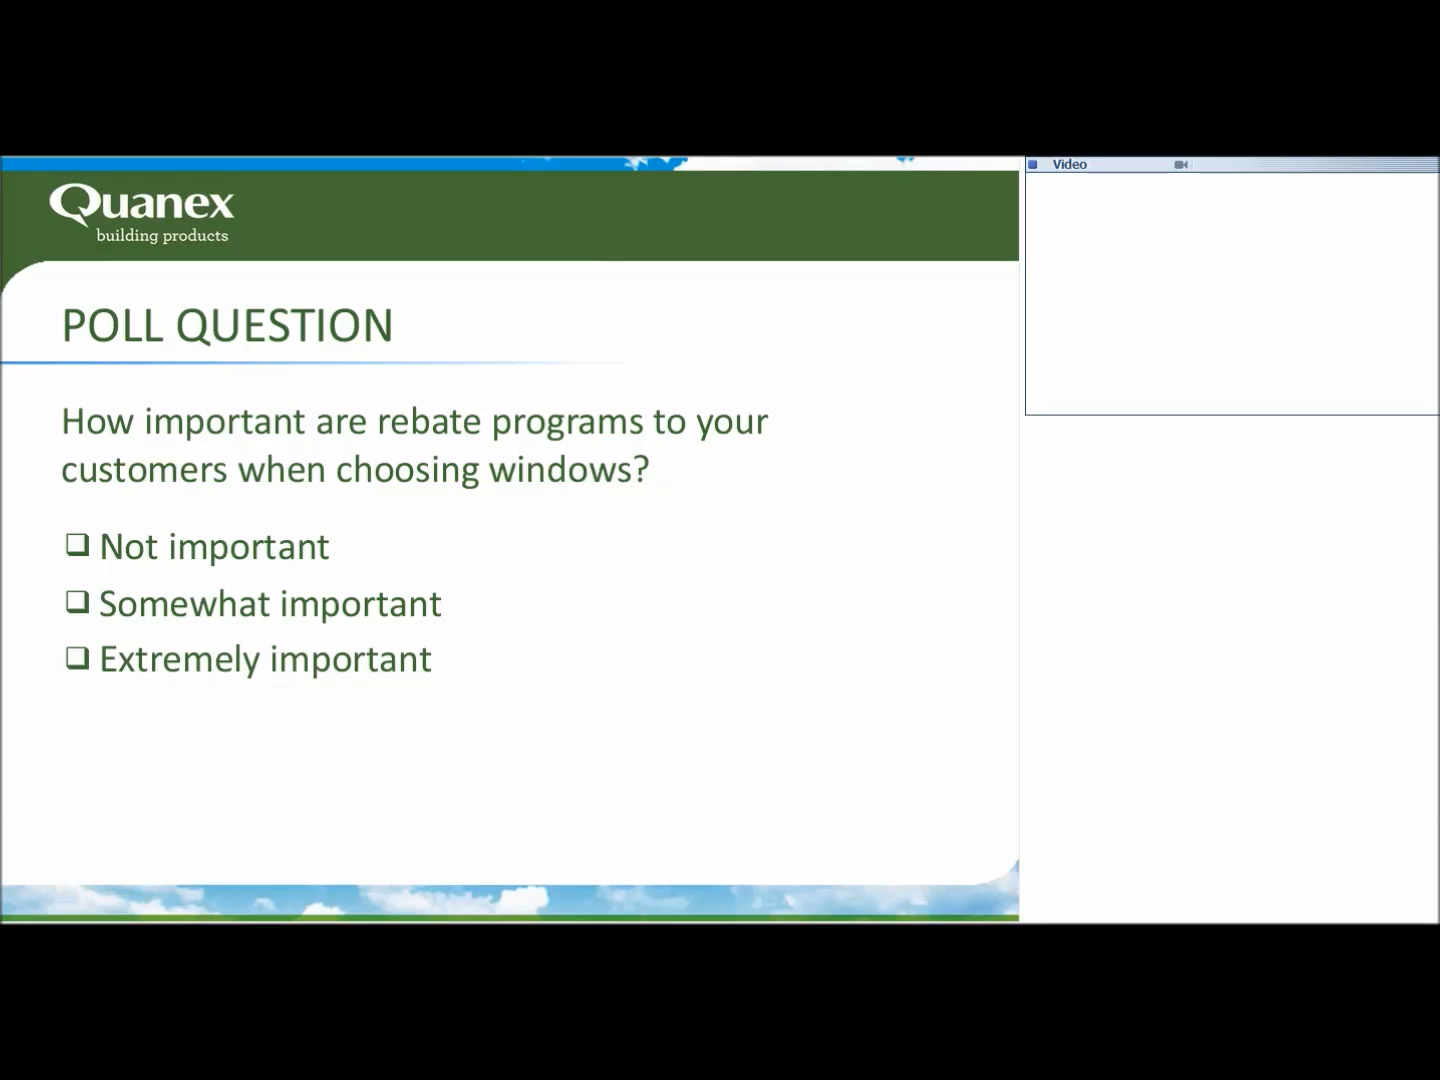 Quanex
building products
Video
POLL QUESTION
How important are rebate programs to your
customers when choosing windows?
Not important
Somewhat important
Extremely important